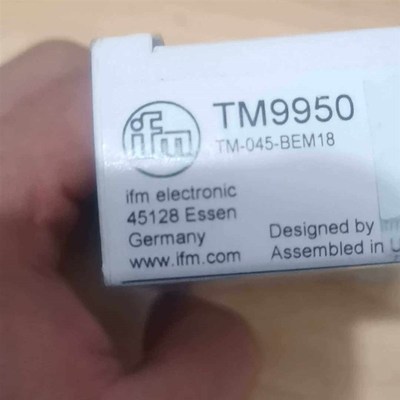 ifm
TM9950
TM-045-BEM18
ifm electronic
45128 Essen
Germany
www.ifm.com
Designed by
Assembled in